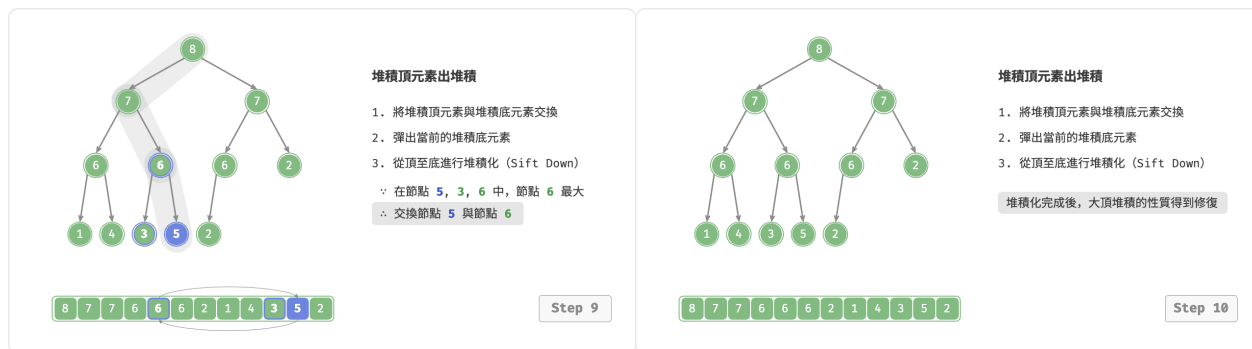 8
7
7
6
6
6
2
1
4
3
5
2
堆積頂元素出堆積
1. 將堆積頂元素與堆積底元素交換
2. 彈出當前的堆積底元素
3. 從頂至底進行堆積化（Sift Down）
∵ 在節點 5, 3, 6 中，節點 6 最大
∴ 交換節點 5 與節點 6
8 7 7 6 6 6 2 1 4 3 5 2
Step 9
8
7
7
6
6
6
2
1
4
3
5
2
堆積頂元素出堆積
1. 將堆積頂元素與堆積底元素交換
2. 彈出當前的堆積底元素
3. 從頂至底進行堆積化（Sift Down）
堆積化完成後，大頂堆積的性質得到修復
8 7 7 6 6 6 2 1 4 3 5 2
Step 10